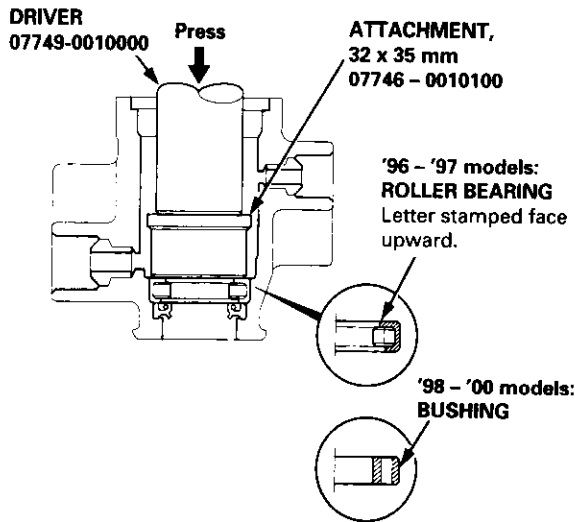 DRIVER
07749-0010000
Press
ATTACHMENT,
32 x 35 mm
07746 – 0010100
'96 – '97 models:
ROLLER BEARING
Letter stamped face
upward.
'98 – '00 models:
BUSHING